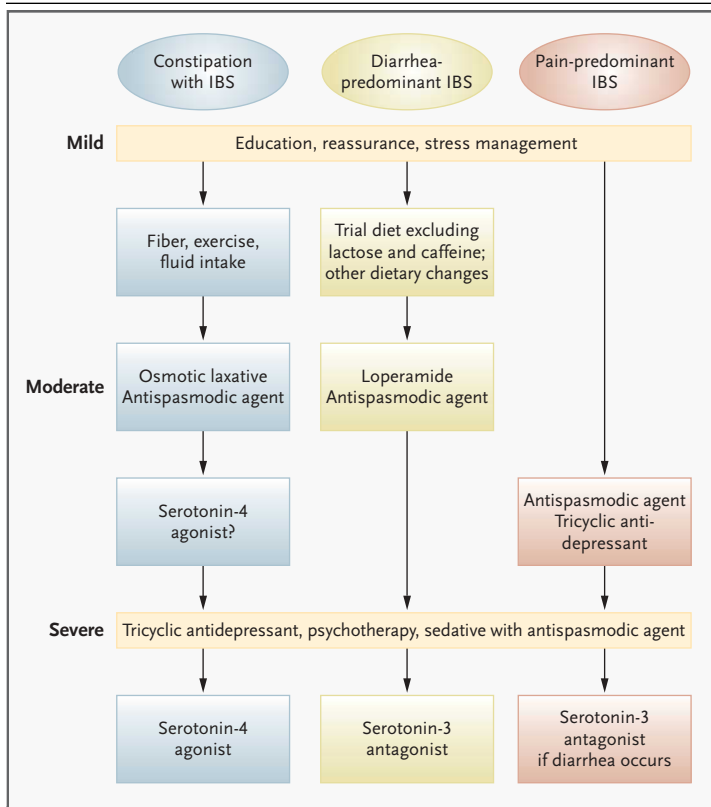 Constipation
with IBS
Diarrhea-
predominant IBS
Pain-predominant
IBS
Mild
Education, reassurance, stress management
Fiber, exercise,
fluid intake
Trial diet excluding
lactose and caffeine;
other dietary changes
Moderate
Osmotic laxative
Antispasmodic agent
Loperamide
Antispasmodic agent
Serotonin-4
agonist?
Antispasmodic agent
Tricyclic anti-
depressant
Severe
Tricyclic antidepressant, psychotherapy, sedative with antispasmodic agent
Serotonin-4
agonist
Serotonin-3
antagonist
Serotonin-3
antagonist
if diarrhea occurs